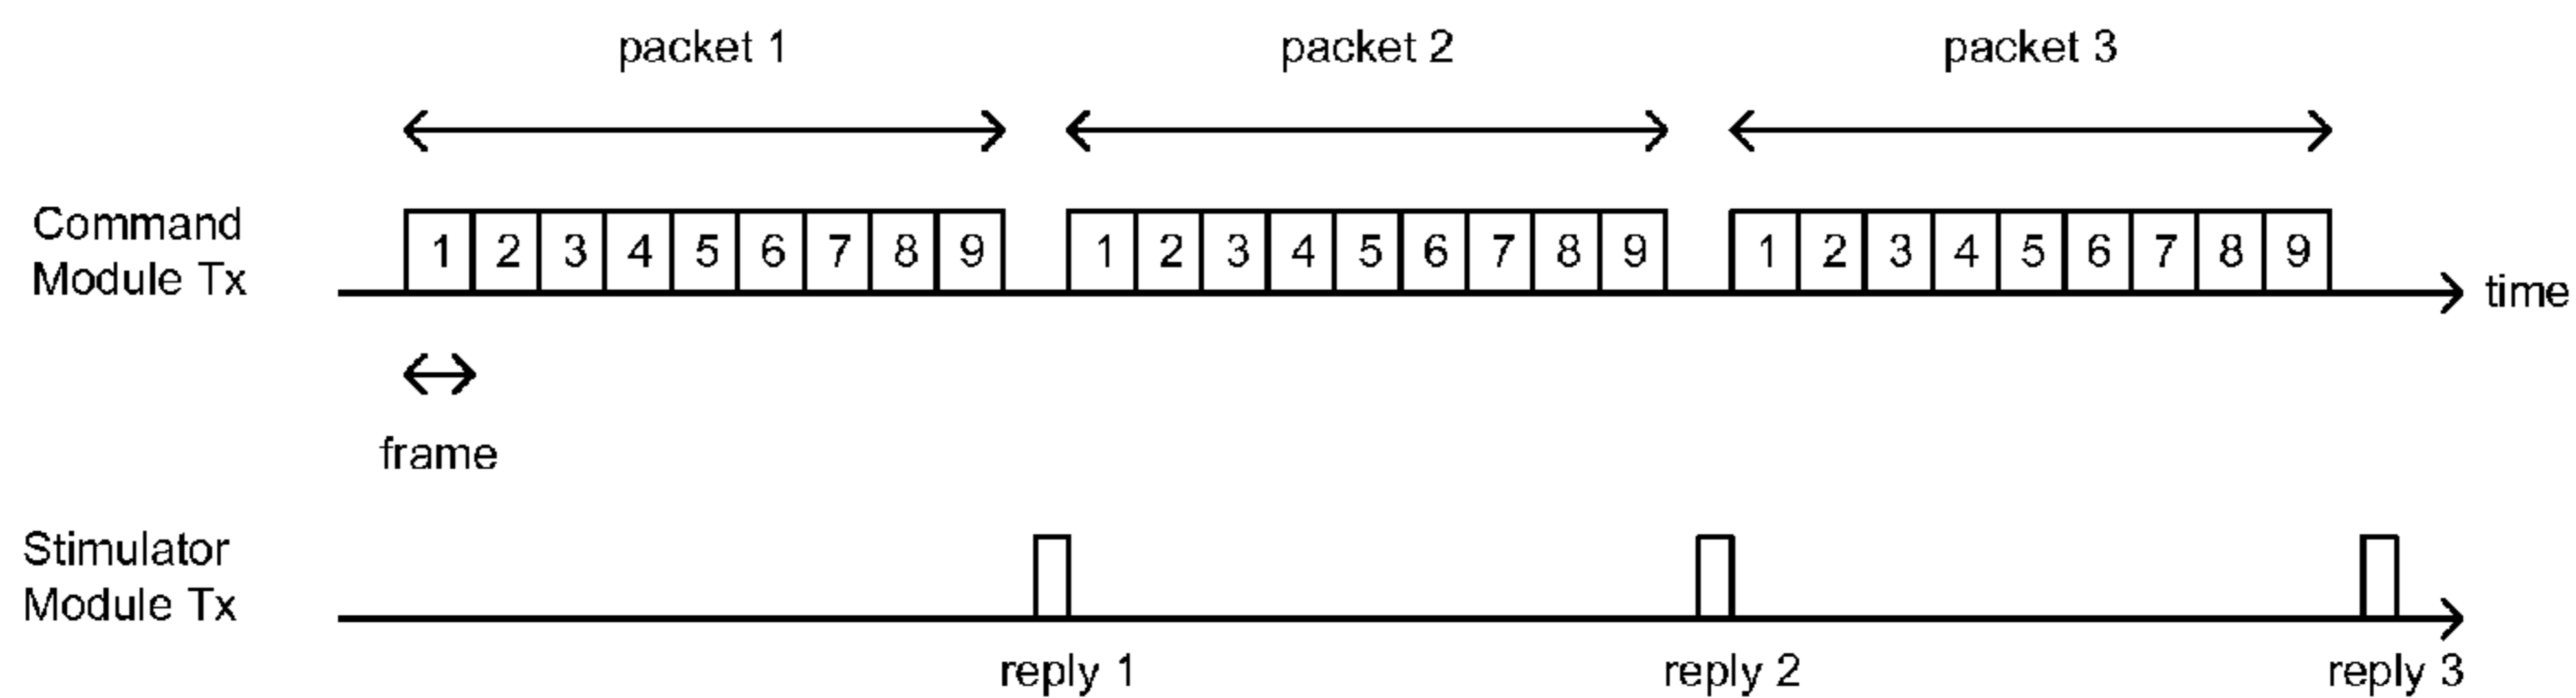 packet 1 packet 2 packet 3
Command
Module Tx
1 2 3 4 5 6 7 8 9 1 2 3 4 5 6 7 8 9 1 2 3 4 5 6 7 8 9
time
frame
Stimulator
Module Tx
reply 1 reply 2 reply 3